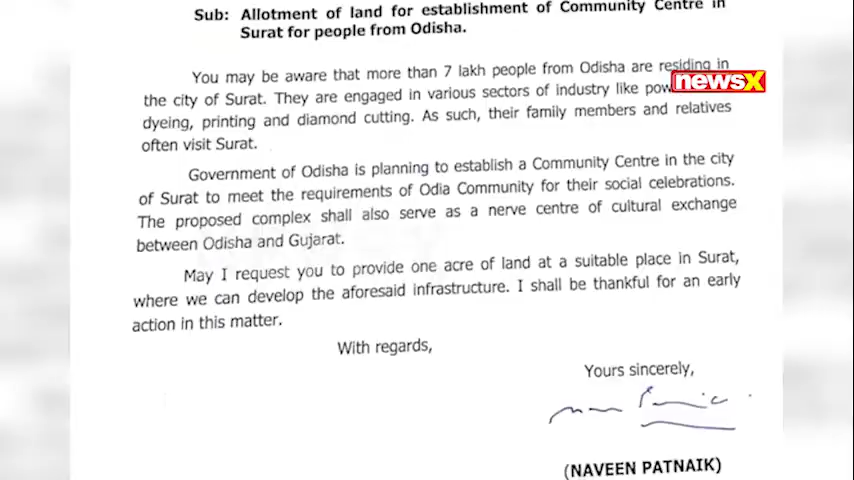 Sub: Allotment of land for establishment of Community Centre in
Surat for people from Odisha.
You may be aware that more than 7 lakh people from Odisha are residing in
the city of Surat. They are engaged in various sectors of industry like
dyeing, printing and diamond cutting. As such, their family members and relatives
often visit Surat.
Government of Odisha is planning to establish a Community Centre in the city
of Surat to meet the requirements of Odia Community for their social celebrations.
The proposed complex shall also serve as a nerve centre of cultural exchange
between Odisha and Gujarat.
May I request you to provide one acre of land at a suitable place in Surat,
where we can develop the aforesaid infrastructure. I shall be thankful for an early
action in this matter.
With regards,
Yours sincerely,
(NAVEEN PATNAIK)
newsX